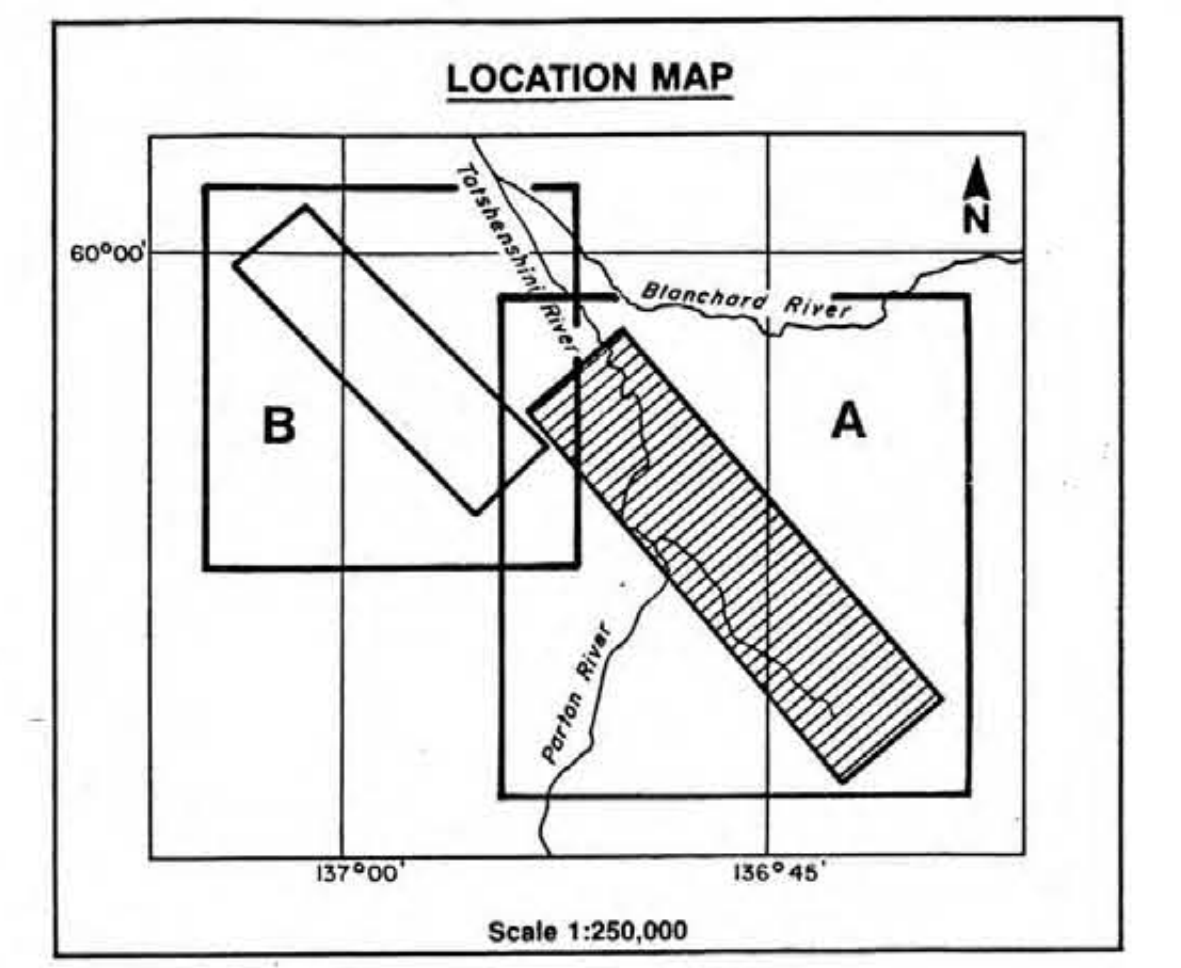 LOCATION MAP
N
60°00'
Tatshenshini River
Blanchard River
B
A
Parton River
137°00'
136°45'
Scale 1:250,000